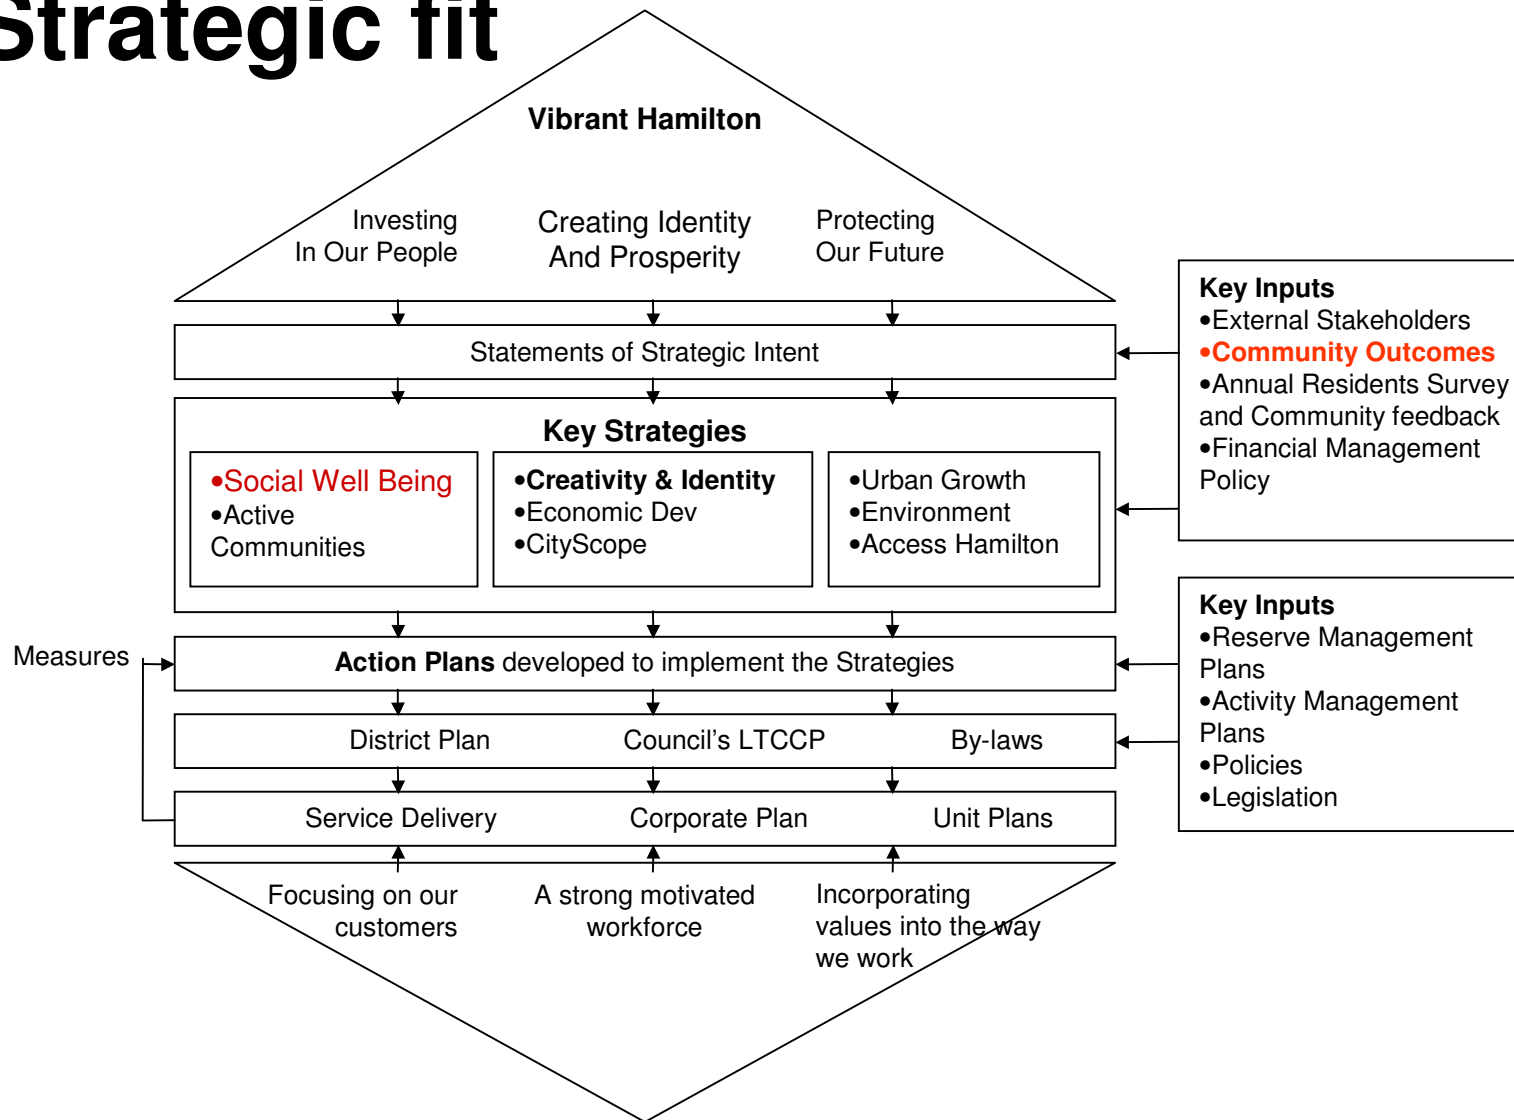 Strategic fit
Vibrant Hamilton
Investing
In Our People
Creating Identity
And Prosperity
Protecting
Our Future
Statements of Strategic Intent
Key Strategies
•Social Well Being
•Active
Communities
•Creativity & Identity
•Economic Dev
•CityScope
•Urban Growth
•Environment
•Access Hamilton
Key Inputs
•External Stakeholders
•Community Outcomes
•Annual Residents Survey
and Community feedback
•Financial Management
Policy
Measures
Action Plans developed to implement the Strategies
District Plan
Council’s LTCCP
By-laws
Service Delivery
Corporate Plan
Unit Plans
Key Inputs
•Reserve Management
Plans
•Activity Management
Plans
•Policies
•Legislation
Focusing on our
customers
A strong motivated
workforce
Incorporating
values into the way
we work